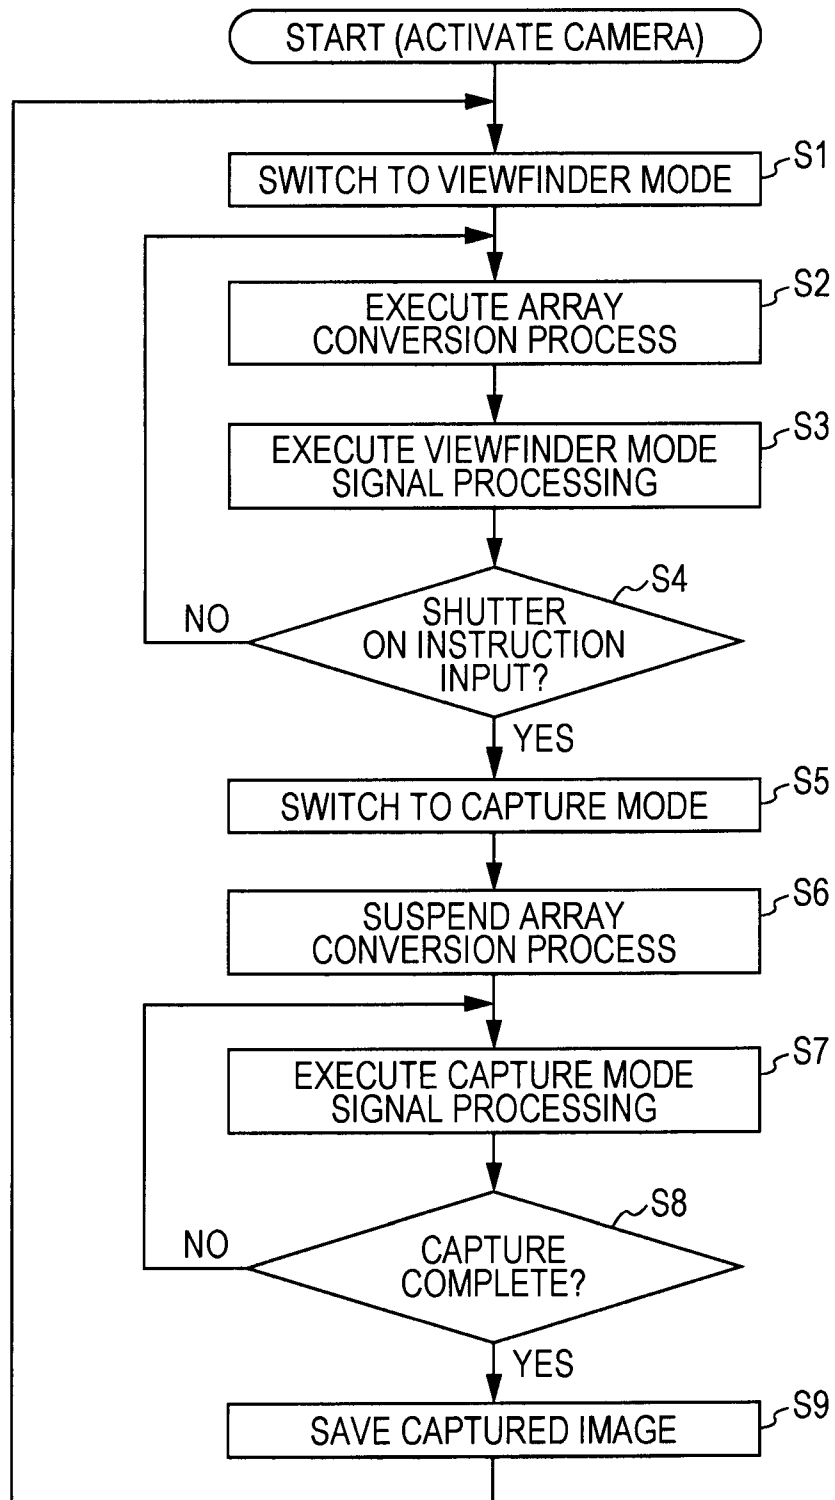 START (ACTIVATE CAMERA)
S1
SWITCH TO VIEWFINDER MODE
S2
EXECUTE ARRAY
CONVERSION PROCESS
S3
EXECUTE VIEWFINDER MODE
SIGNAL PROCESSING
S4
NO
SHUTTER
ON INSTRUCTION
INPUT?
YES
S5
SWITCH TO CAPTURE MODE
S6
SUSPEND ARRAY
CONVERSION PROCESS
S7
EXECUTE CAPTURE MODE
SIGNAL PROCESSING
S8
NO
CAPTURE
COMPLETE?
YES
S9
SAVE CAPTURED IMAGE